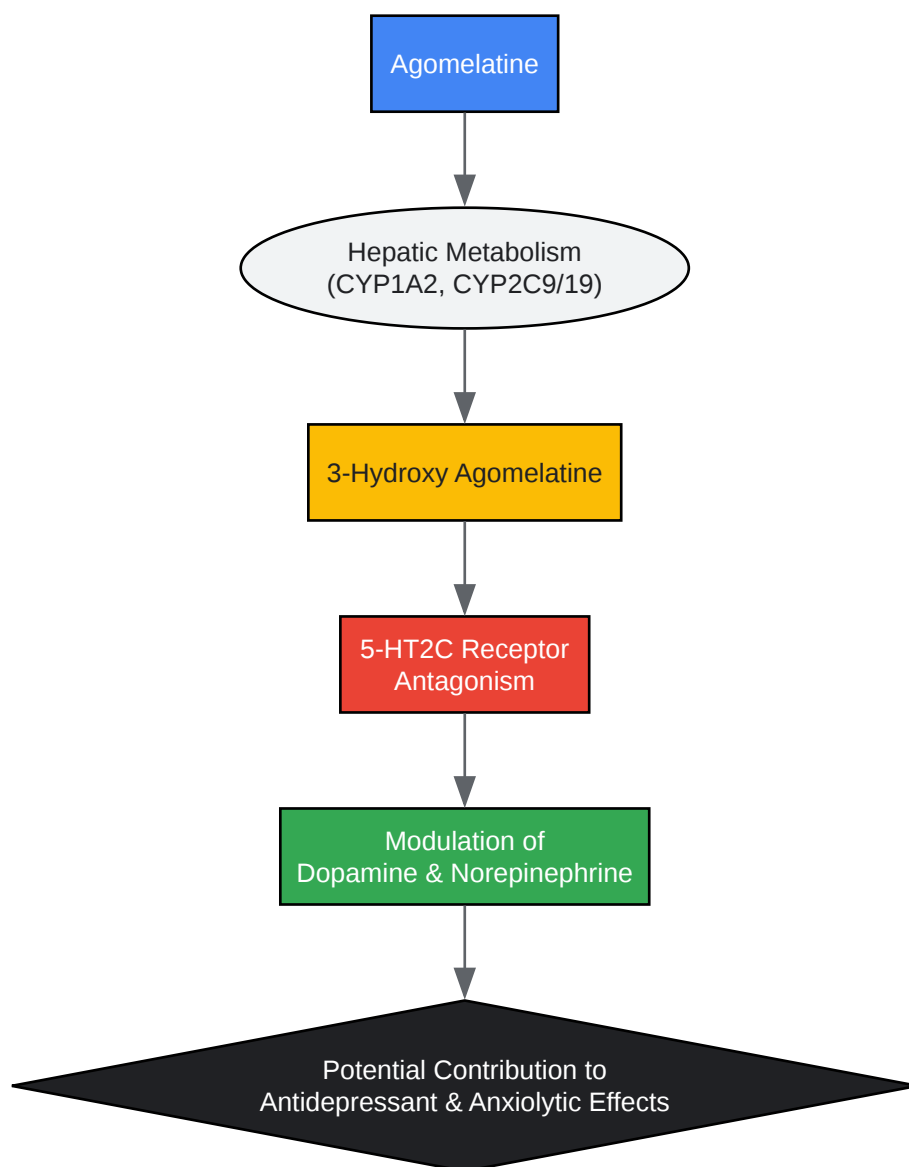 Agomelatine
Hepatic Metabolism
(CYP1A2, CYP2C9/19)
3-Hydroxy Agomelatine
5-HT2C Receptor
Antagonism
Modulation of
Dopamine & Norepinephrine
Potential Contribution to
Antidepressant & Anxiolytic Effects